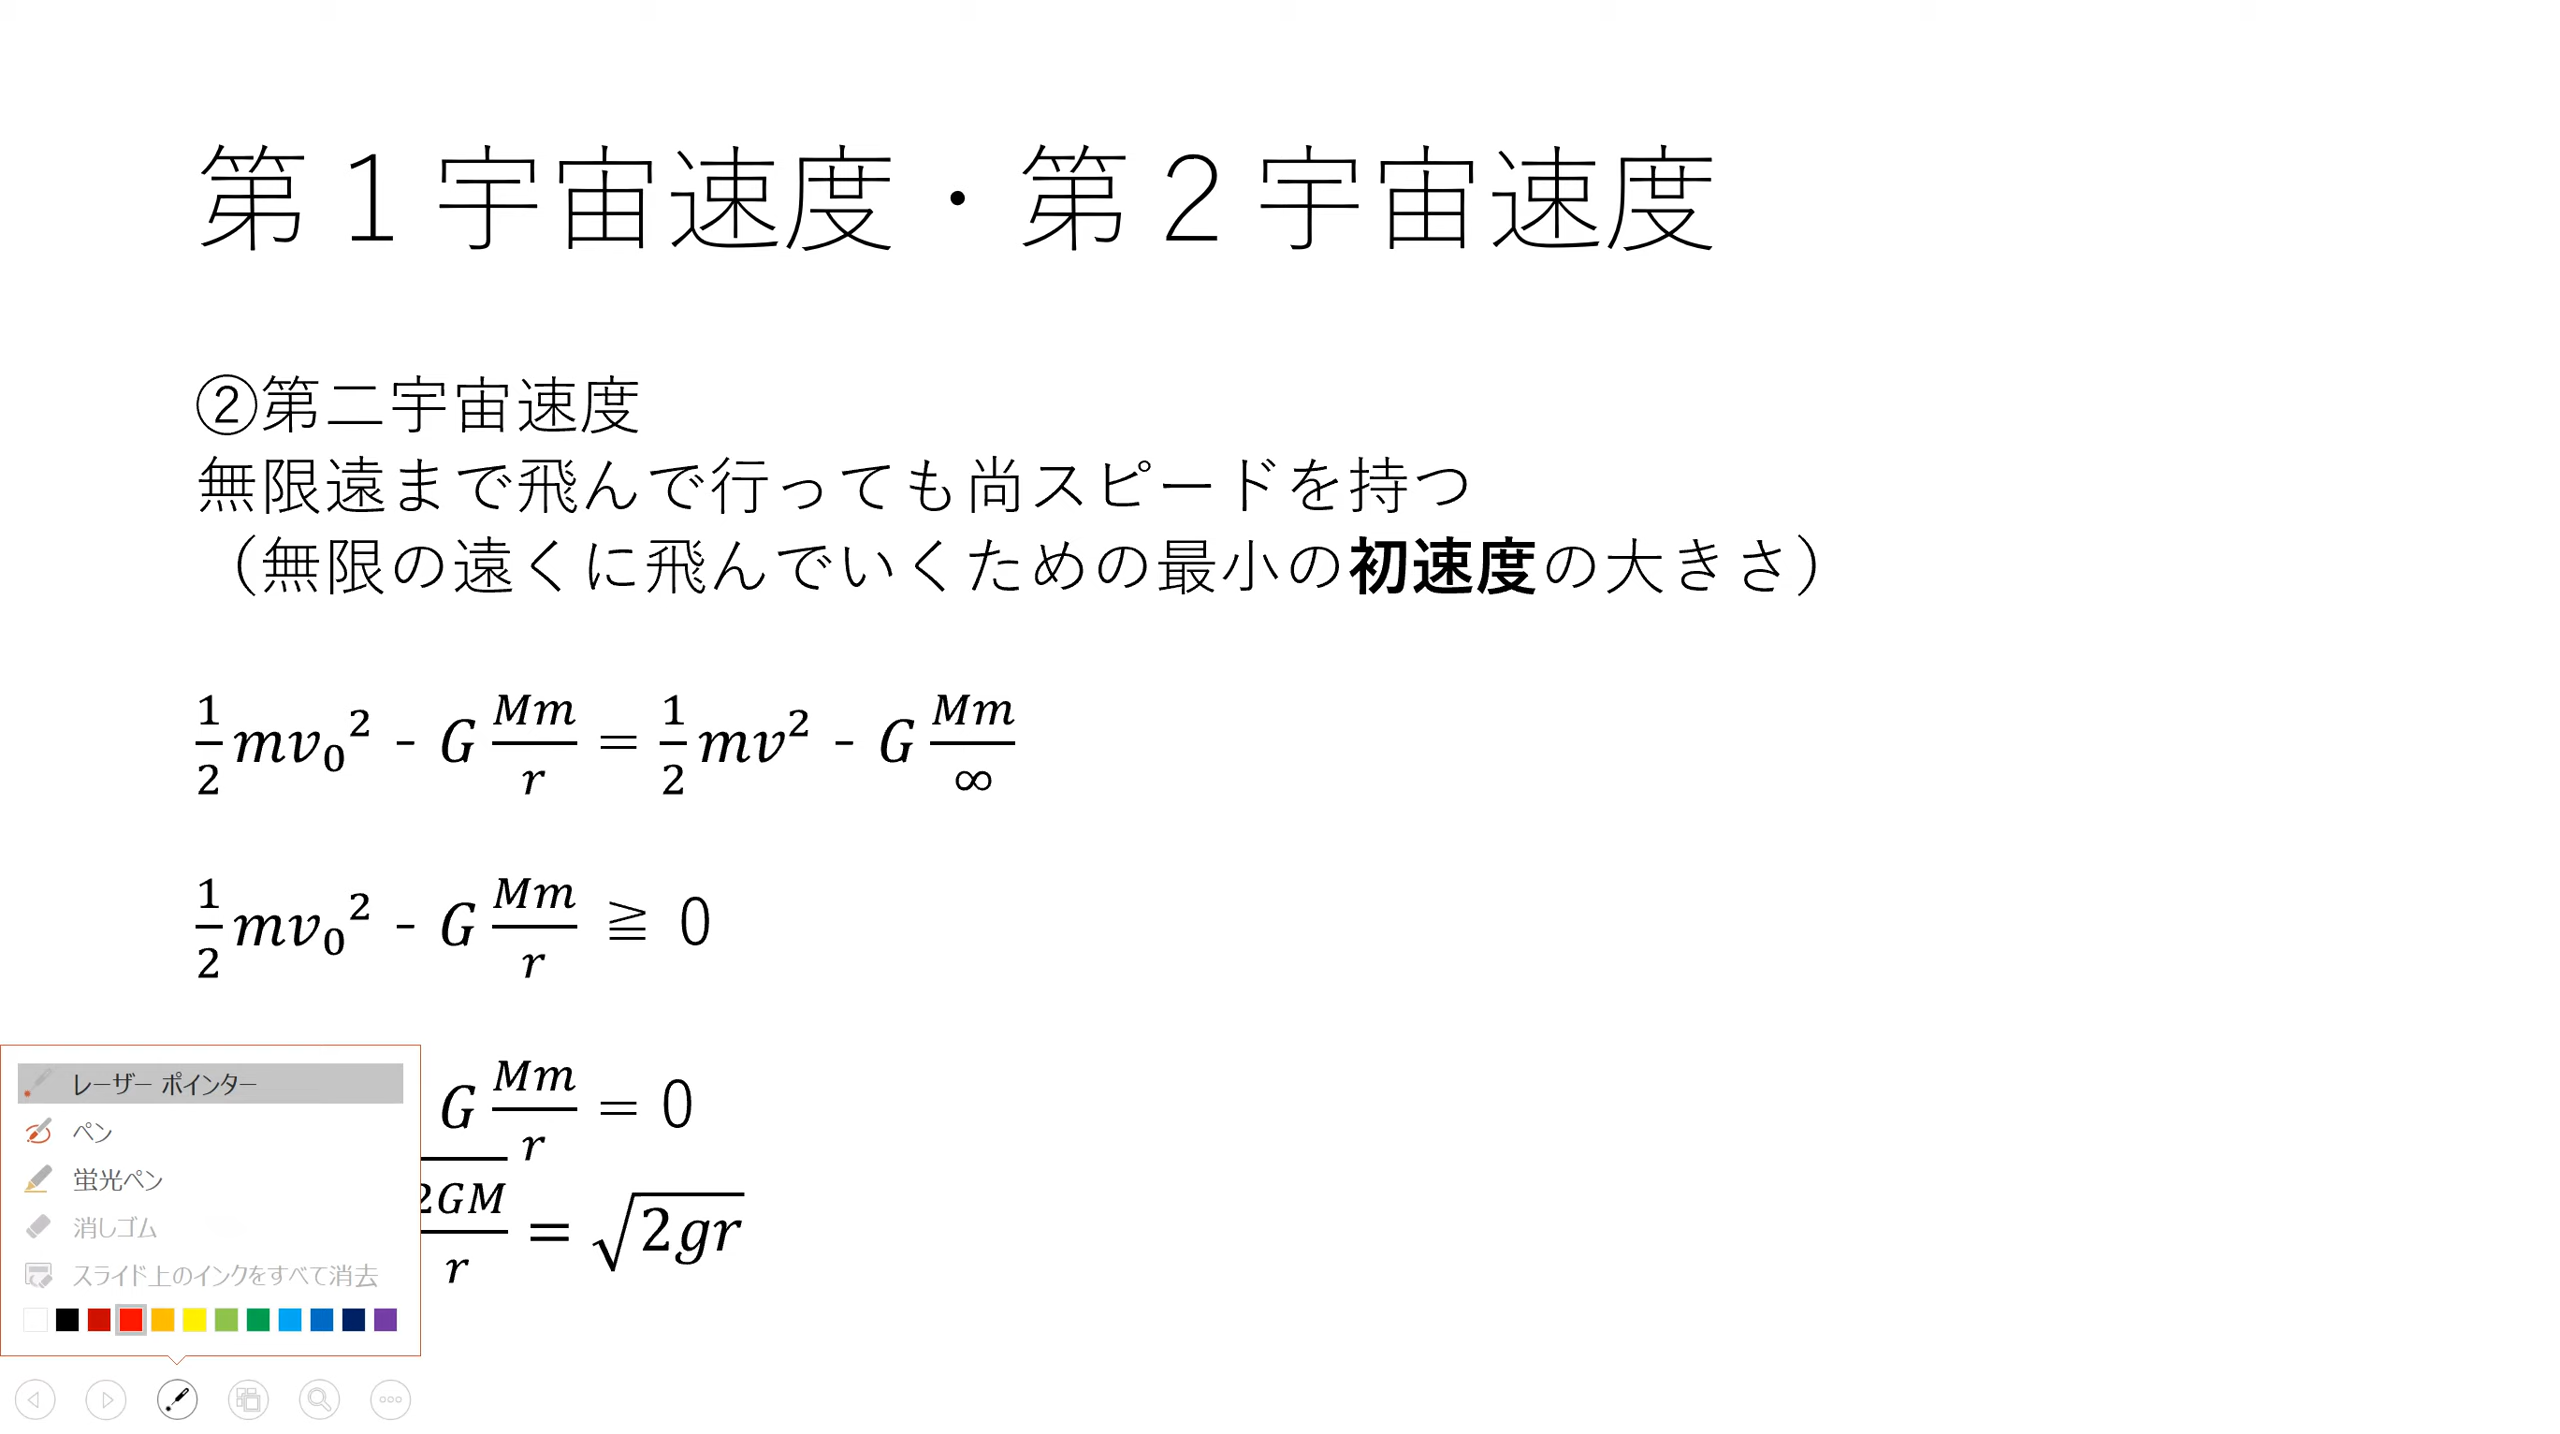 第1宇宙速度・第2宇宙速度
②第二宇宙速度
無限遠まで飛んで行っても尚スピードを持つ
（無限の遠くに飛んでいくための最小の初速度の大きさ）
1/2 mv₀² - G Mm/r = 1/2 mv² - G Mm/∞
1/2 mv₀² - G Mm/r ≧ 0
G Mm/r = 0
2GM/r = √2gr
レーザー ポインター
ペン
蛍光ペン
消しゴム
スライド上のインクをすべて消去